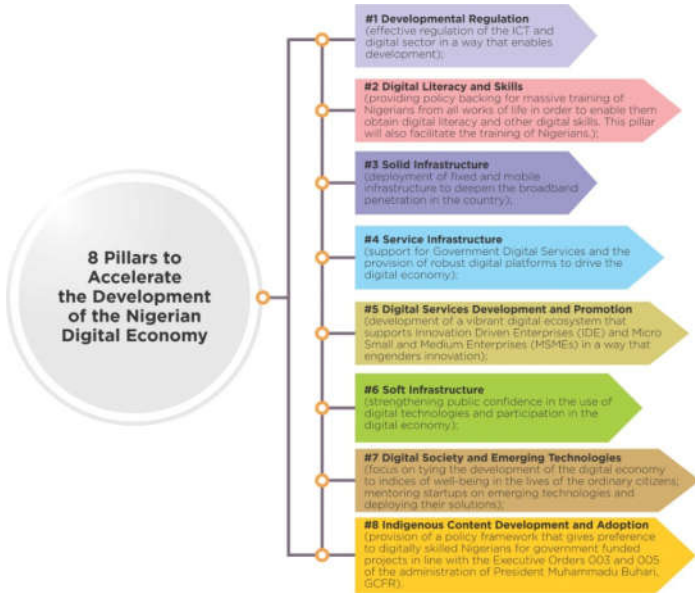 8 Pillars to
Accelerate
the Development
of the Nigerian
Digital Economy
#1 Developmental Regulation
(effective regulation of the ICT and
digital sector in a way that enables
development);
#2 Digital Literacy and Skills
(providing policy backing for massive training of
Nigerians from all works of life in order to enable them
obtain digital literacy and other digital skills. This pillar
will also facilitate the training of Nigerians.);
#3 Solid Infrastructure
(deployment of fixed and mobile
infrastructure to deepen the broadband
penetration in the country);
#4 Service Infrastructure
(support for Government Digital Services and the
provision of robust digital platforms to drive the
digital economy);
#5 Digital Services Development and Promotion
(development of a vibrant digital ecosystem that
supports Innovation Driven Enterprises (IDE) and Micro
Small and Medium Enterprises (MSMEs) in a way that
engenders innovation);
#6 Soft Infrastructure
(strengthening public confidence in the use of
digital technologies and participation in the
digital economy);
#7 Digital Society and Emerging Technologies
(focus on tying the development of the digital economy
to indices of well-being in the lives of the ordinary citizens;
mentoring startups on emerging technologies and
deploying their solutions);
#8 Indigenous Content Development and Adoption
(provision of a policy framework that gives preference
to digitally skilled Nigerians for government funded
projects in line with the Executive Orders 003 and 005
of the administration of President Muhammadu Buhari,
GCFR).